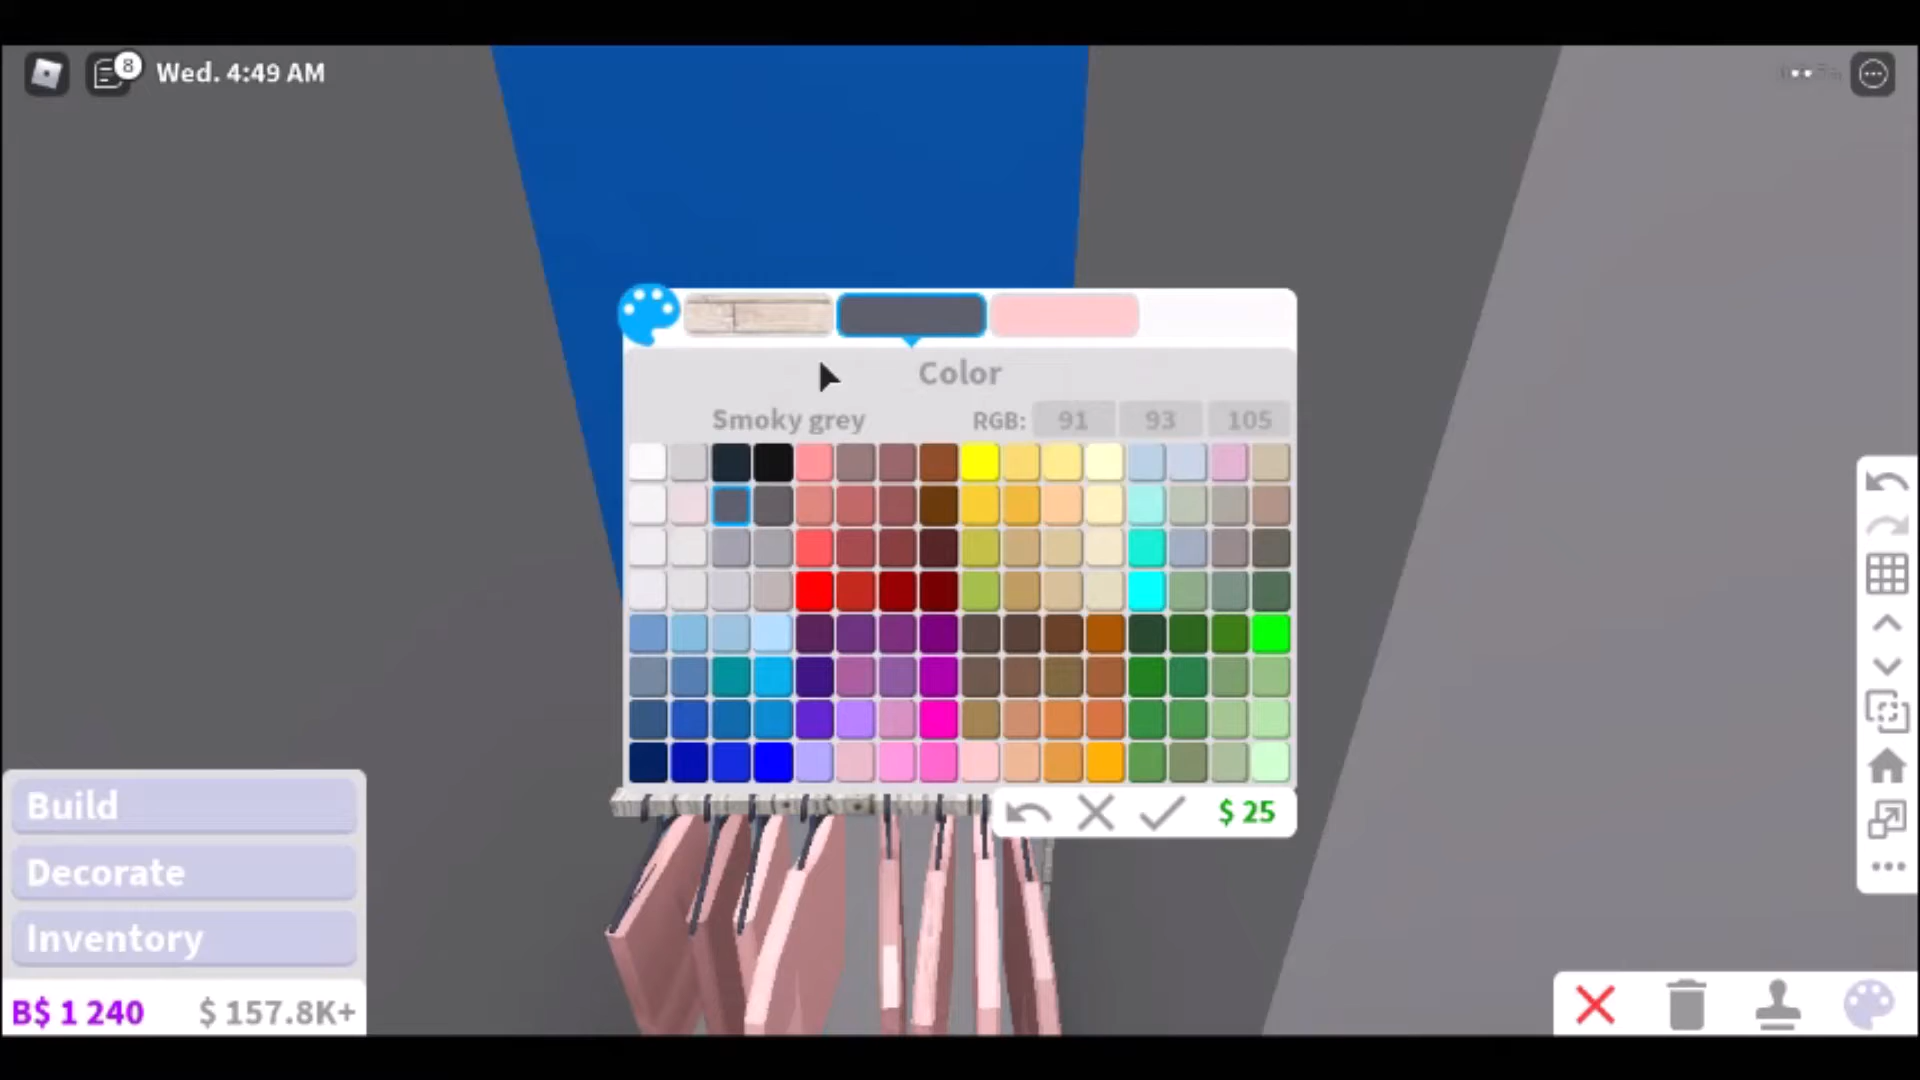 8
Wed. 4:49 AM
Color
Smoky grey
RGB: 91 93 105
$ 25
Build
Decorate
Inventory
B$ 1 240
$ 157.8K+